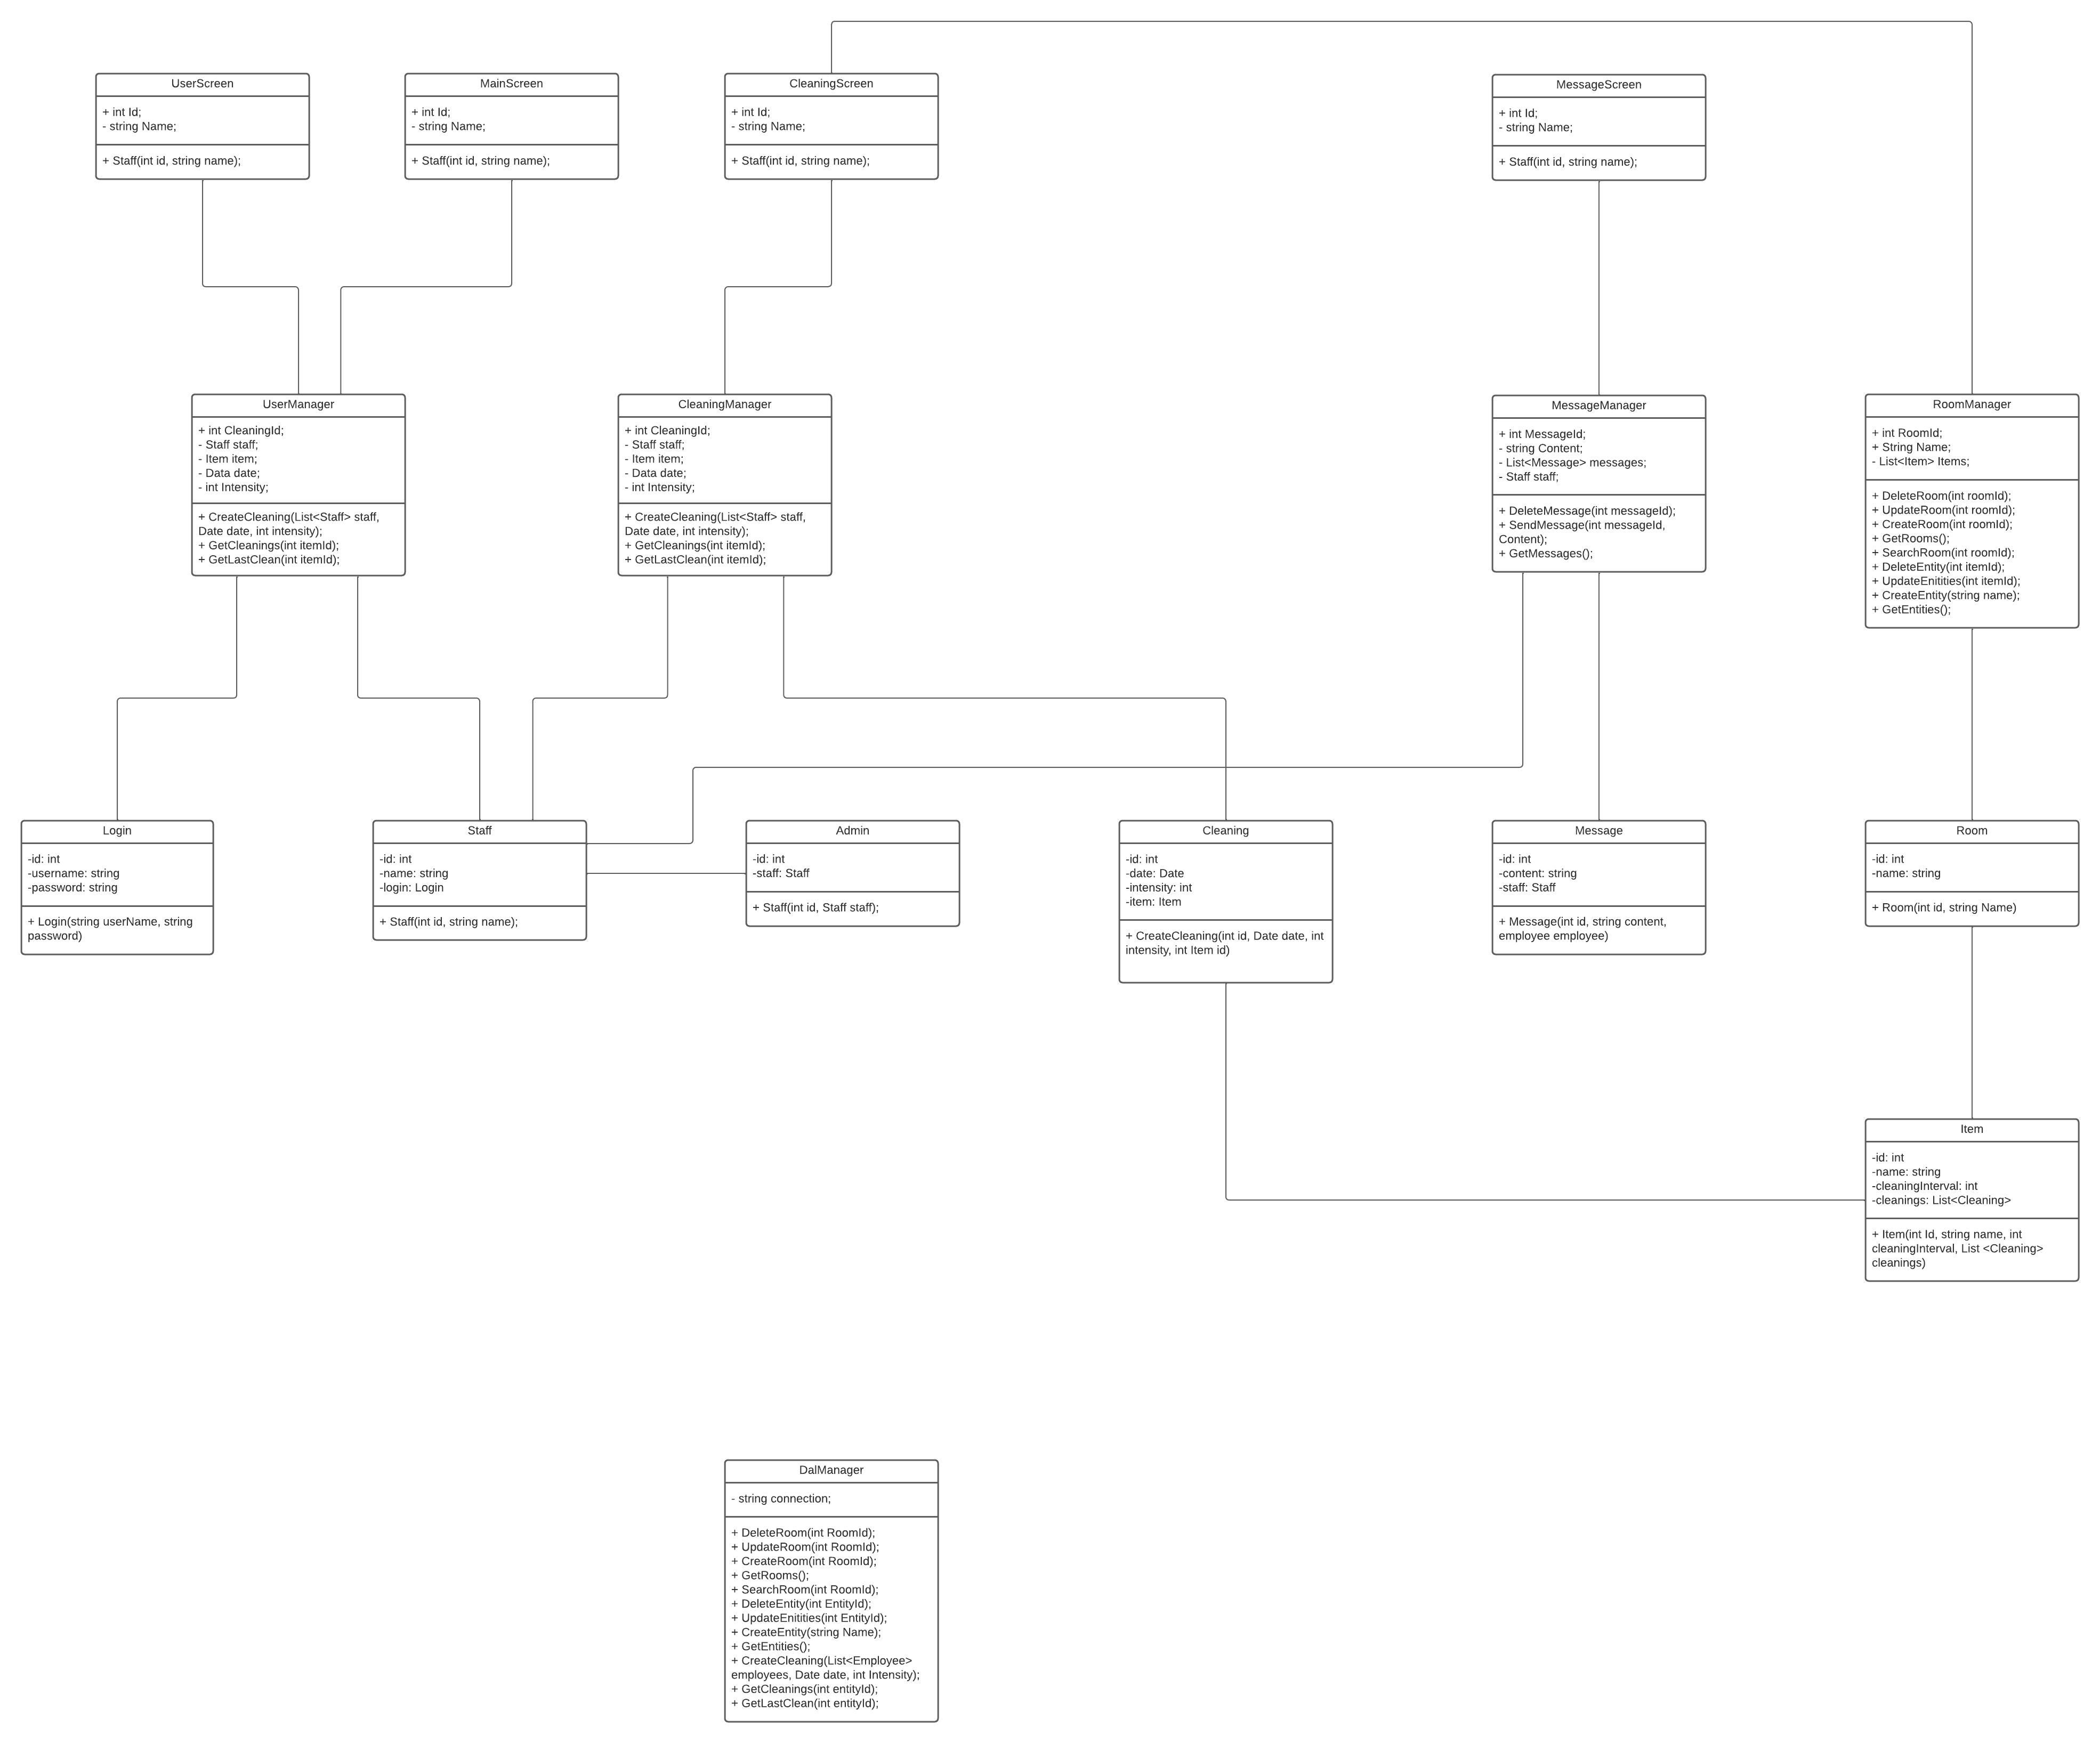 UserScreen
+ int Id;
- string Name;
+ Staff(int id, string name);
MainScreen
+ int Id;
- string Name;
+ Staff(int id, string name);
CleaningScreen
+ int Id;
- string Name;
+ Staff(int id, string name);
MessageScreen
+ int Id;
- string Name;
+ Staff(int id, string name);
UserManager
+ int CleaningId;
- Staff staff;
- Item item;
- Data date;
- int Intensity;
+ CreateCleaning(List<Staff> staff,
Date date, int intensity);
+ GetCleanings(int itemId);
+ GetLastClean(int itemId);
CleaningManager
+ int CleaningId;
- Staff staff;
- Item item;
- Data date;
- int Intensity;
+ CreateCleaning(List<Staff> staff,
Date date, int intensity);
+ GetCleanings(int itemId);
+ GetLastClean(int itemId);
MessageManager
+ int MessageId;
- string Content;
- List<Message> messages;
- Staff staff;
+ DeleteMessage(int messageId);
+ SendMessage(int messageId,
Content);
+ GetMessages();
RoomManager
+ int RoomId;
+ String Name;
- List<Item> Items;
+ DeleteRoom(int roomId);
+ UpdateRoom(int roomId);
+ CreateRoom(int roomId);
+ GetRooms();
+ SearchRoom(int roomId);
+ DeleteEntity(int itemId);
+ UpdateEnitities(int itemId);
+ CreateEntity(string name);
+ GetEntities();
Login
-id: int
-username: string
-password: string
+ Login(string userName, string
password)
Staff
-id: int
-name: string
-login: Login
+ Staff(int id, string name);
Admin
-id: int
-staff: Staff
+ Staff(int id, Staff staff);
Cleaning
-id: int
-date: Date
-intensity: int
-item: Item
+ CreateCleaning(int id, Date date, int
intensity, int Item id)
Message
-id: int
-content: string
-staff: Staff
+ Message(int id, string content,
employee employee)
Room
-id: int
-name: string
+ Room(int id, string Name)
Item
-id: int
-name: string
-cleaningInterval: int
-cleanings: List<Cleaning>
+ Item(int Id, string name, int
cleaningInterval, List <Cleaning>
cleanings)
DalManager
- string connection;
+ DeleteRoom(int RoomId);
+ UpdateRoom(int RoomId);
+ CreateRoom(int RoomId);
+ GetRooms();
+ SearchRoom(int RoomId);
+ DeleteEntity(int EntityId);
+ UpdateEnitities(int EntityId);
+ CreateEntity(string Name);
+ GetEntities();
+ CreateCleaning(List<Employee>
employees, Date date, int Intensity);
+ GetCleanings(int entityId);
+ GetLastClean(int entityId);